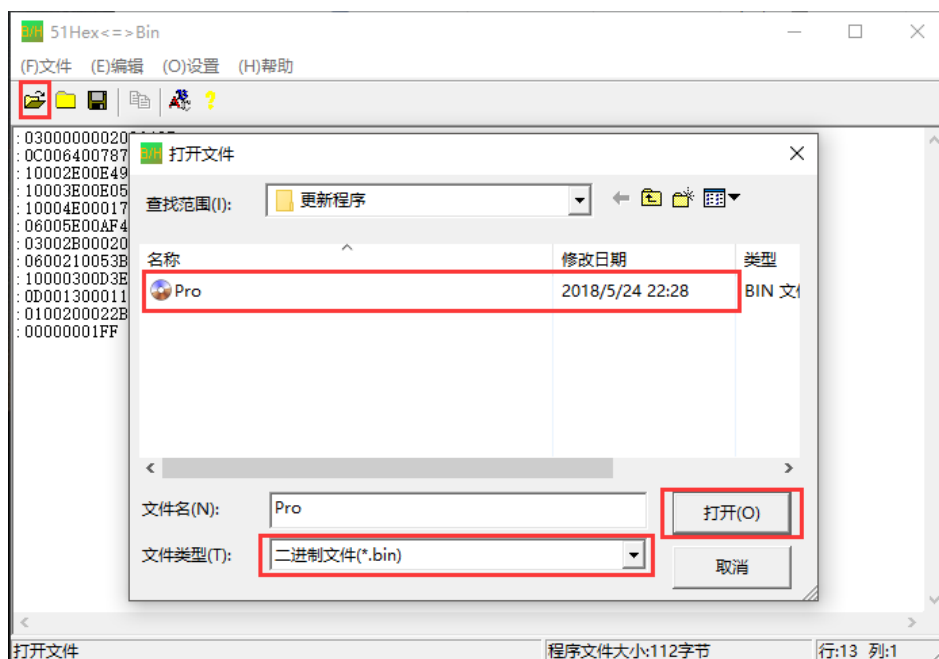 B/H 51Hex<=>Bin
(F)文件 (E)编辑 (O)设置 (H)帮助
:03000000020
:0C006400787
:10002E00E49
:10003E00E05
:10004E00017
:06005E00AF4
:03002B00020
:0600210053B
:10000300D3E
:0D001300011
:0100200022B
:00000001FF
B/H 打开文件
查找范围(I): 更新程序
名称 修改日期 类型
Pro 2018/5/24 22:28 BIN 文
文件名(N): Pro 打开(O)
文件类型(T): 二进制文件(*.bin) 取消
打开文件 程序文件大小:112字节 行:13 列:1